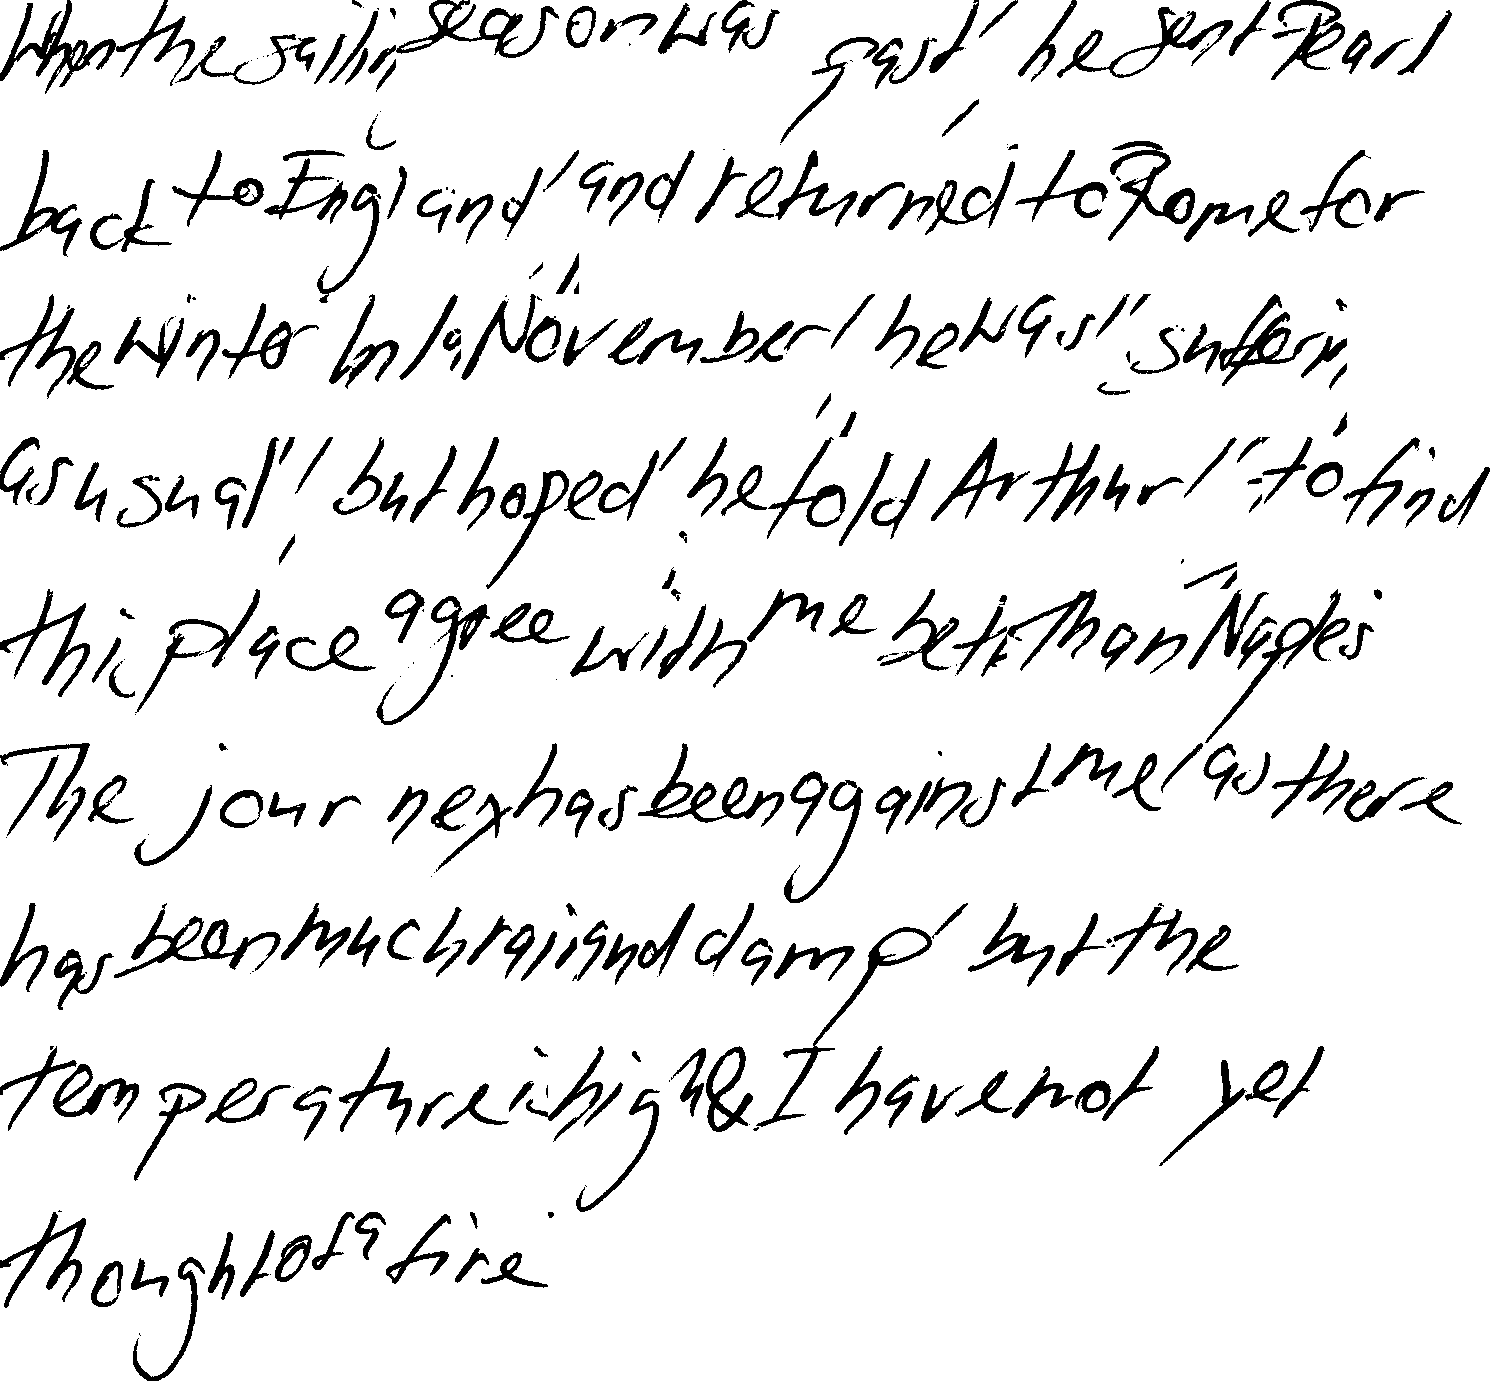 When the sailing season was past, he sent Pearl
back to England, and returned to Rome for
the winter. In November, he was "suffering
as usual", but hoped, he told Arthur, "to find
this place agree with me better than Naples.
The journey has been against me, as there
has been much rain and damp, but the
temperature is high & I have not yet
thought of a fire.